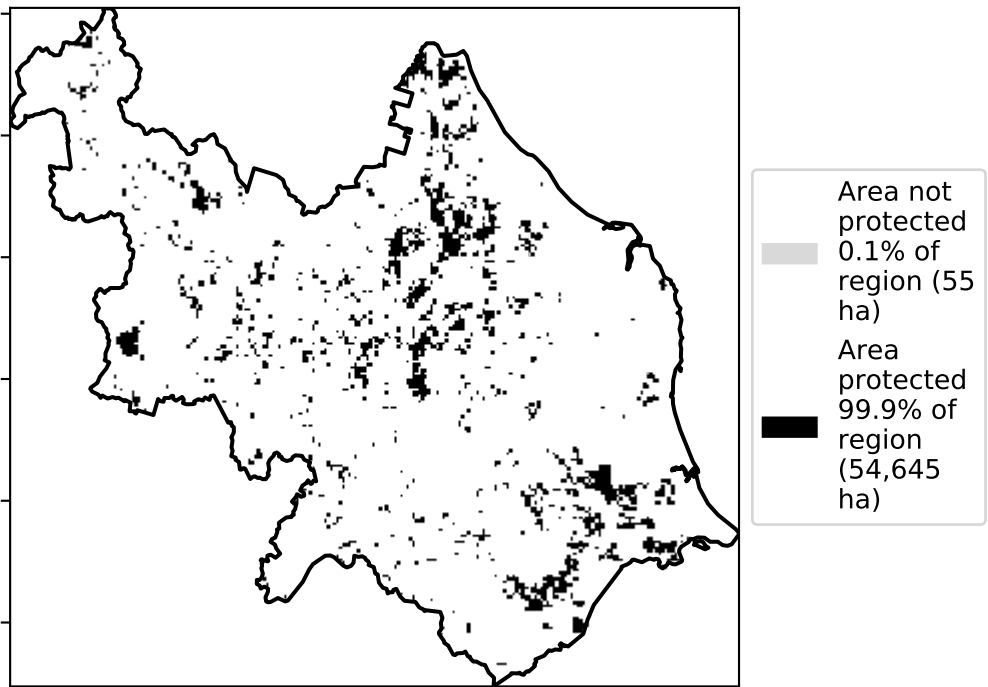 Area not
protected
0.1% of
region (55
ha)
Area
protected
99.9% of
region
(54,645
ha)